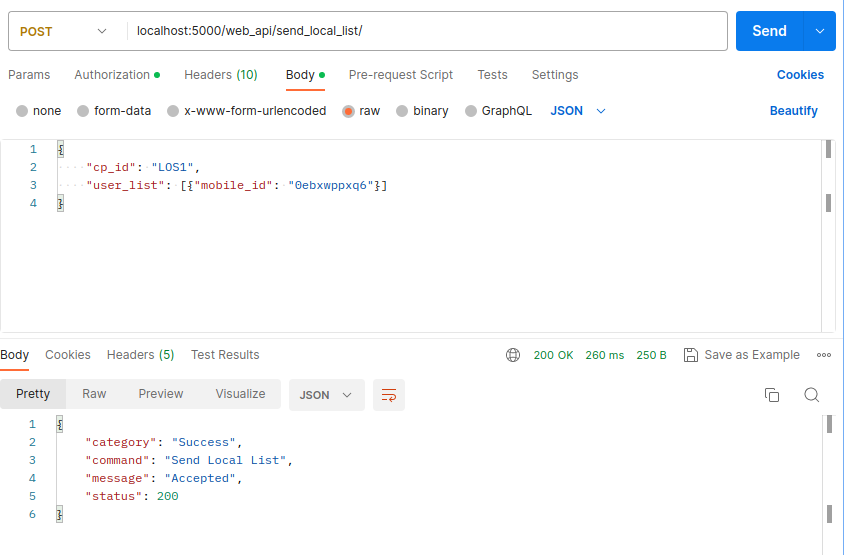 POST localhost:5000/web_api/send_local_list/ Send
Params Authorization Headers (10) Body Pre-request Script Tests Settings Cookies
none form-data x-www-form-urlencoded raw binary GraphQL JSON Beautify
1 {
2 "cp_id": "LOS1",
3 "user_list": [{"mobile_id": "0ebxwppxq6"}]
4 }
Body Cookies Headers (5) Test Results 200 OK 260 ms 250 B Save as Example
Pretty Raw Preview Visualize JSON
1 {
2 "category": "Success",
3 "command": "Send Local List",
4 "message": "Accepted",
5 "status": 200
6 }